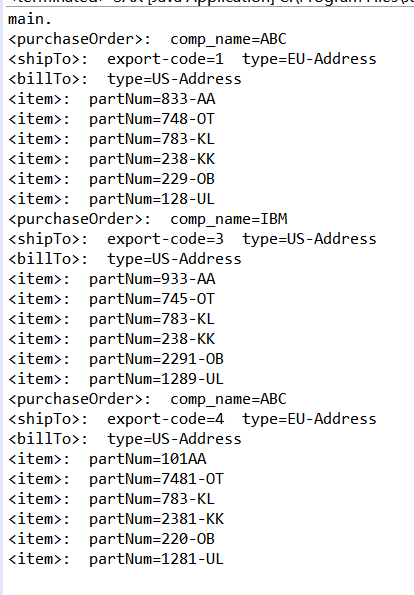 main.
<purchaseOrder>:  comp_name=ABC
<shipTo>:  export-code=1  type=EU-Address
<billTo>:  type=US-Address
<item>:  partNum=833-AA
<item>:  partNum=748-OT
<item>:  partNum=783-KL
<item>:  partNum=238-KK
<item>:  partNum=229-OB
<item>:  partNum=128-UL
<purchaseOrder>:  comp_name=IBM
<shipTo>:  export-code=3  type=US-Address
<billTo>:  type=US-Address
<item>:  partNum=933-AA
<item>:  partNum=745-OT
<item>:  partNum=783-KL
<item>:  partNum=238-KK
<item>:  partNum=2291-OB
<item>:  partNum=1289-UL
<purchaseOrder>:  comp_name=ABC
<shipTo>:  export-code=4  type=EU-Address
<billTo>:  type=US-Address
<item>:  partNum=101AA
<item>:  partNum=7481-OT
<item>:  partNum=783-KL
<item>:  partNum=2381-KK
<item>:  partNum=220-OB
<item>:  partNum=1281-UL